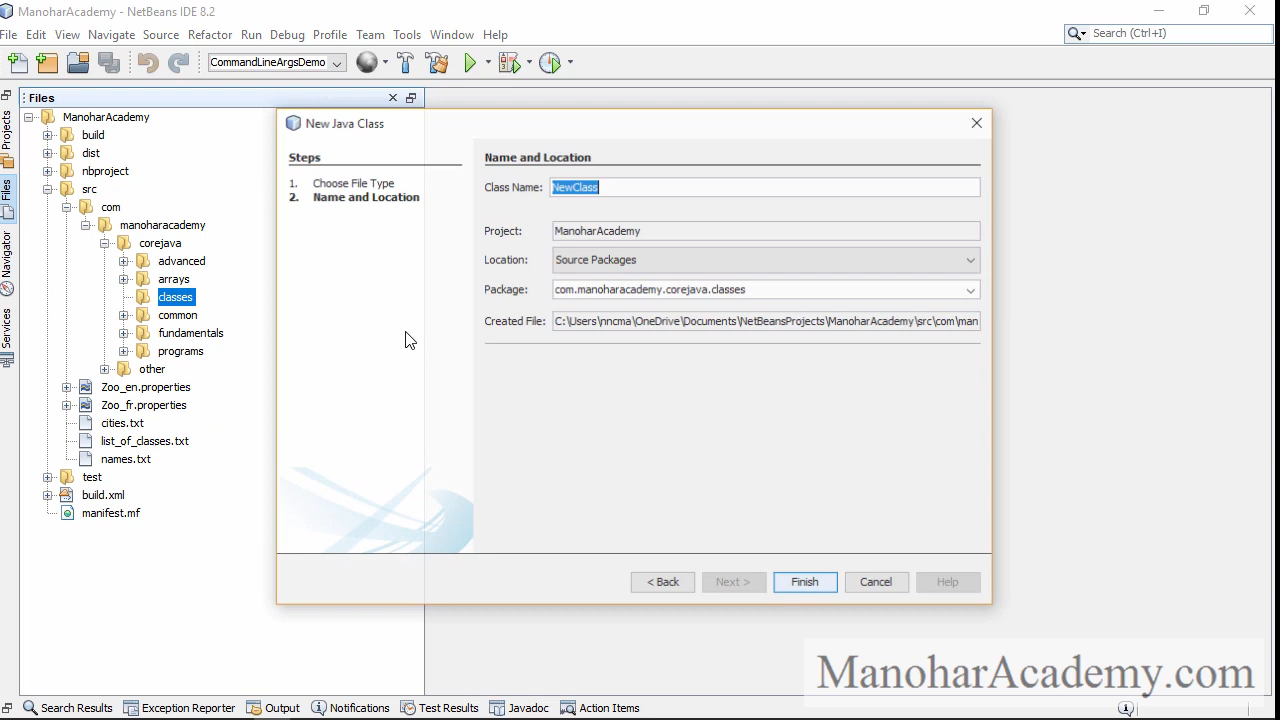 ManoharAcademy - NetBeans IDE 8.2
File Edit View Navigate Source Refactor Run Debug Profile Team Tools Window Help
Search (Ctrl+I)
CommandLineArgsDemo
Files
Projects
Files
Navigator
Services
ManoharAcademy
build
dist
nbproject
src
com
manoharacademy
corejava
advanced
arrays
classes
common
fundamentals
programs
other
Zoo_en.properties
Zoo_fr.properties
cities.txt
list_of_classes.txt
names.txt
test
build.xml
manifest.mf
New Java Class
Steps
1. Choose File Type
2. Name and Location
Name and Location
Class Name: NewClass
Project: ManoharAcademy
Location: Source Packages
Package: com.manoharacademy.corejava.classes
Created File: C:\Users\nncma\OneDrive\Documents\NetBeansProjects\ManoharAcademy\src\com\man
< Back Next > Finish Cancel Help
ManoharAcademy.com
Search Results Exception Reporter Output Notifications Test Results Javadoc Action Items